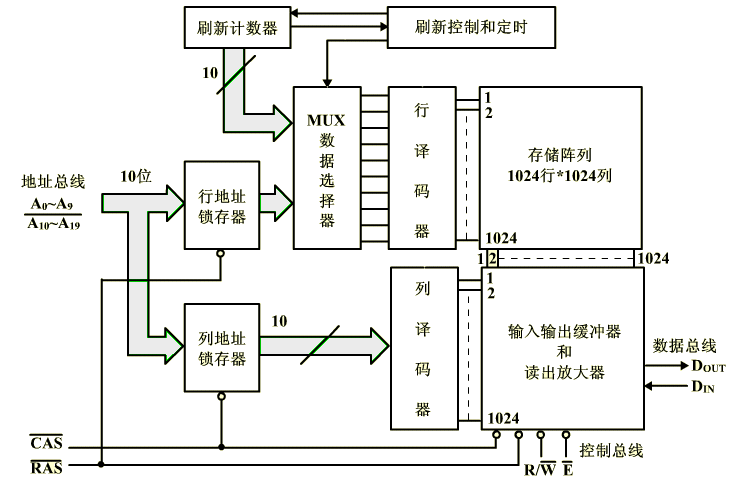 刷新计数器
刷新控制和定时
10
MUX
数
据
选
择
器
行
译
码
器
1
2
1024
存储阵列
1024行*1024列
地址总线
A0~A9
A10~A19
10位
行地址
锁存器
1 2 1024
列地址
锁存器
10
列
译
码
器
1
2
1024
输入输出缓冲器
和
读出放大器
数据总线
DOUT
DIN
CAS
RAS
R/W E
控制总线